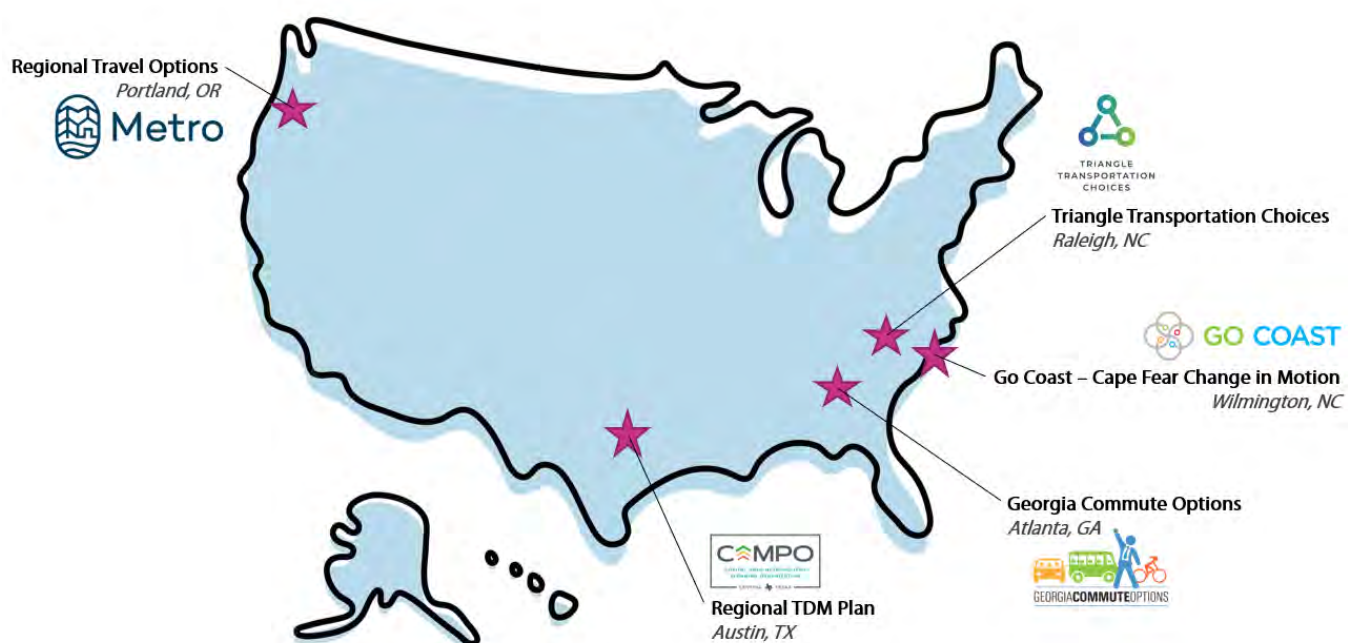 Regional Travel Options
Portland, OR
Metro
TRIANGLE
TRANSPORTATION
CHOICES
Triangle Transportation Choices
Raleigh, NC
GO COAST
Go Coast – Cape Fear Change in Motion
Wilmington, NC
Georgia Commute Options
Atlanta, GA
GEORGIACOMMUTEOPTIONS
CAMPO
Regional TDM Plan
Austin, TX